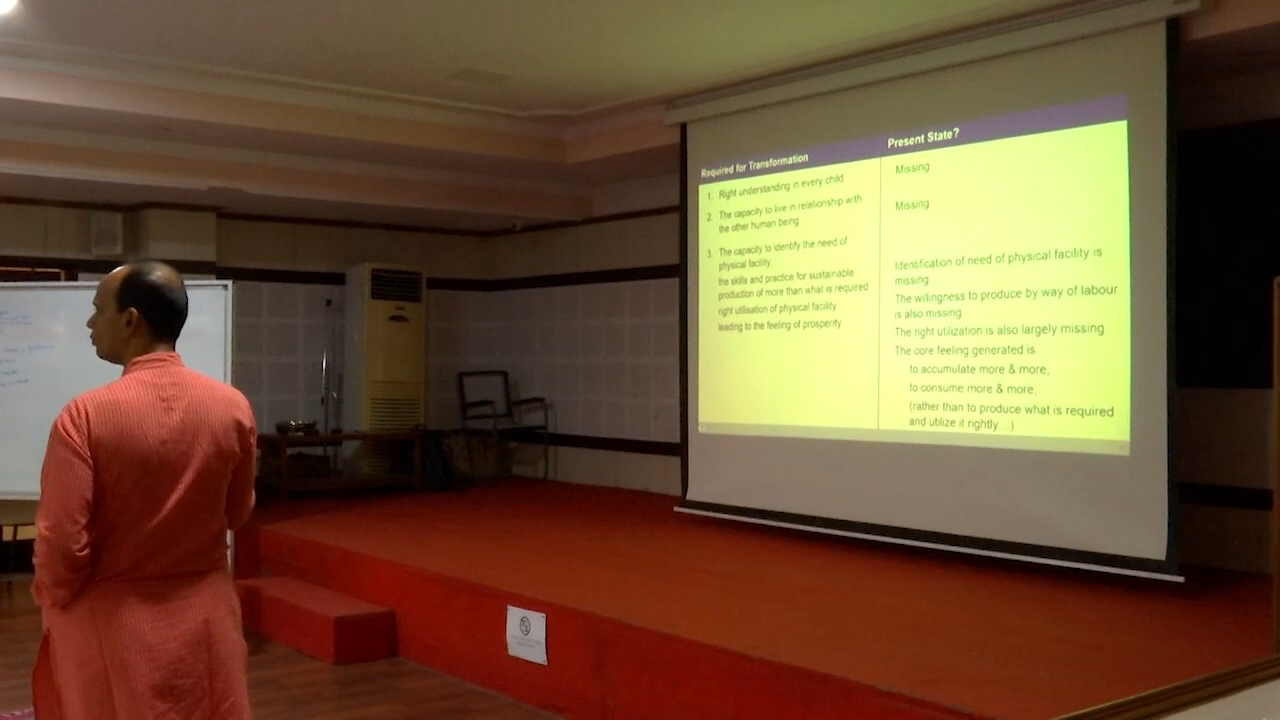 Required for Transformation
Present State?
1. Right understanding in every child
Missing
2. The capacity to live in relationship with
the other human being
Missing
3. The capacity to identify the need of
physical facility,
the skills and practice for sustainable
production of more than what is required
right utilisation of physical facility
leading to the feeling of prosperity
Identification of need of physical facility is
missing
The willingness to produce by way of labour
is also missing
The right utilization is also largely missing
The core feeling generated is
to accumulate more & more,
to consume more & more,
(rather than to produce what is required
and utilize it rightly...)